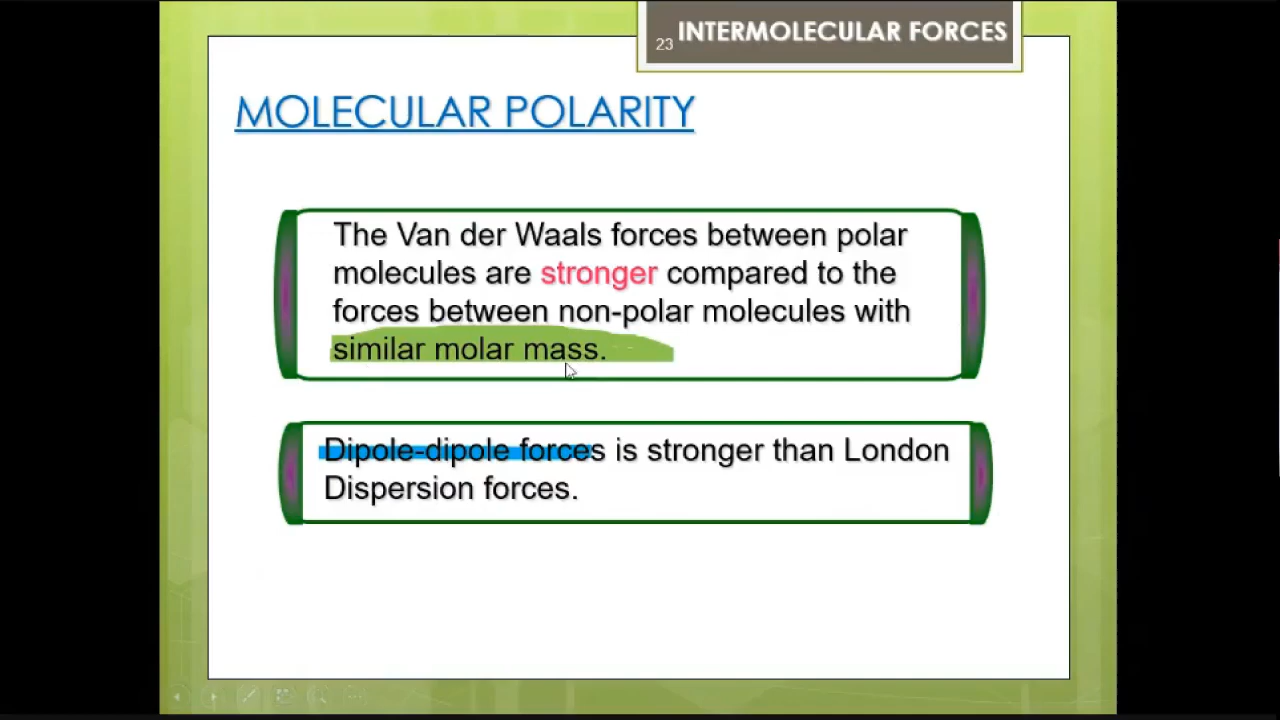 23 INTERMOLECULAR FORCES
MOLECULAR POLARITY
The Van der Waals forces between polar
molecules are stronger compared to the
forces between non-polar molecules with
similar molar mass.
Dipole-dipole forces is stronger than London
Dispersion forces.